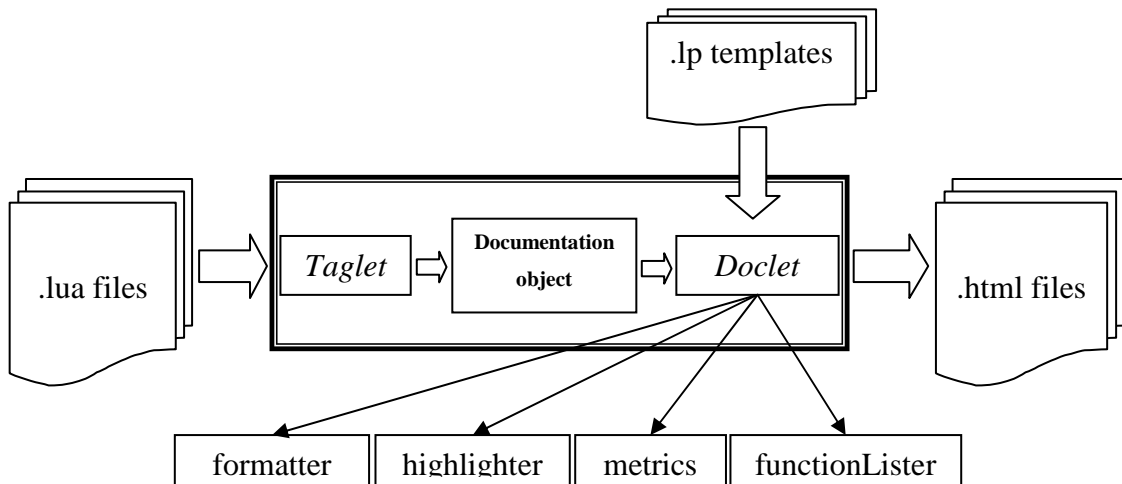 .lp templates
.lua files
Taglet
Documentation
object
Doclet
.html files
formatter
highlighter
metrics
functionLister